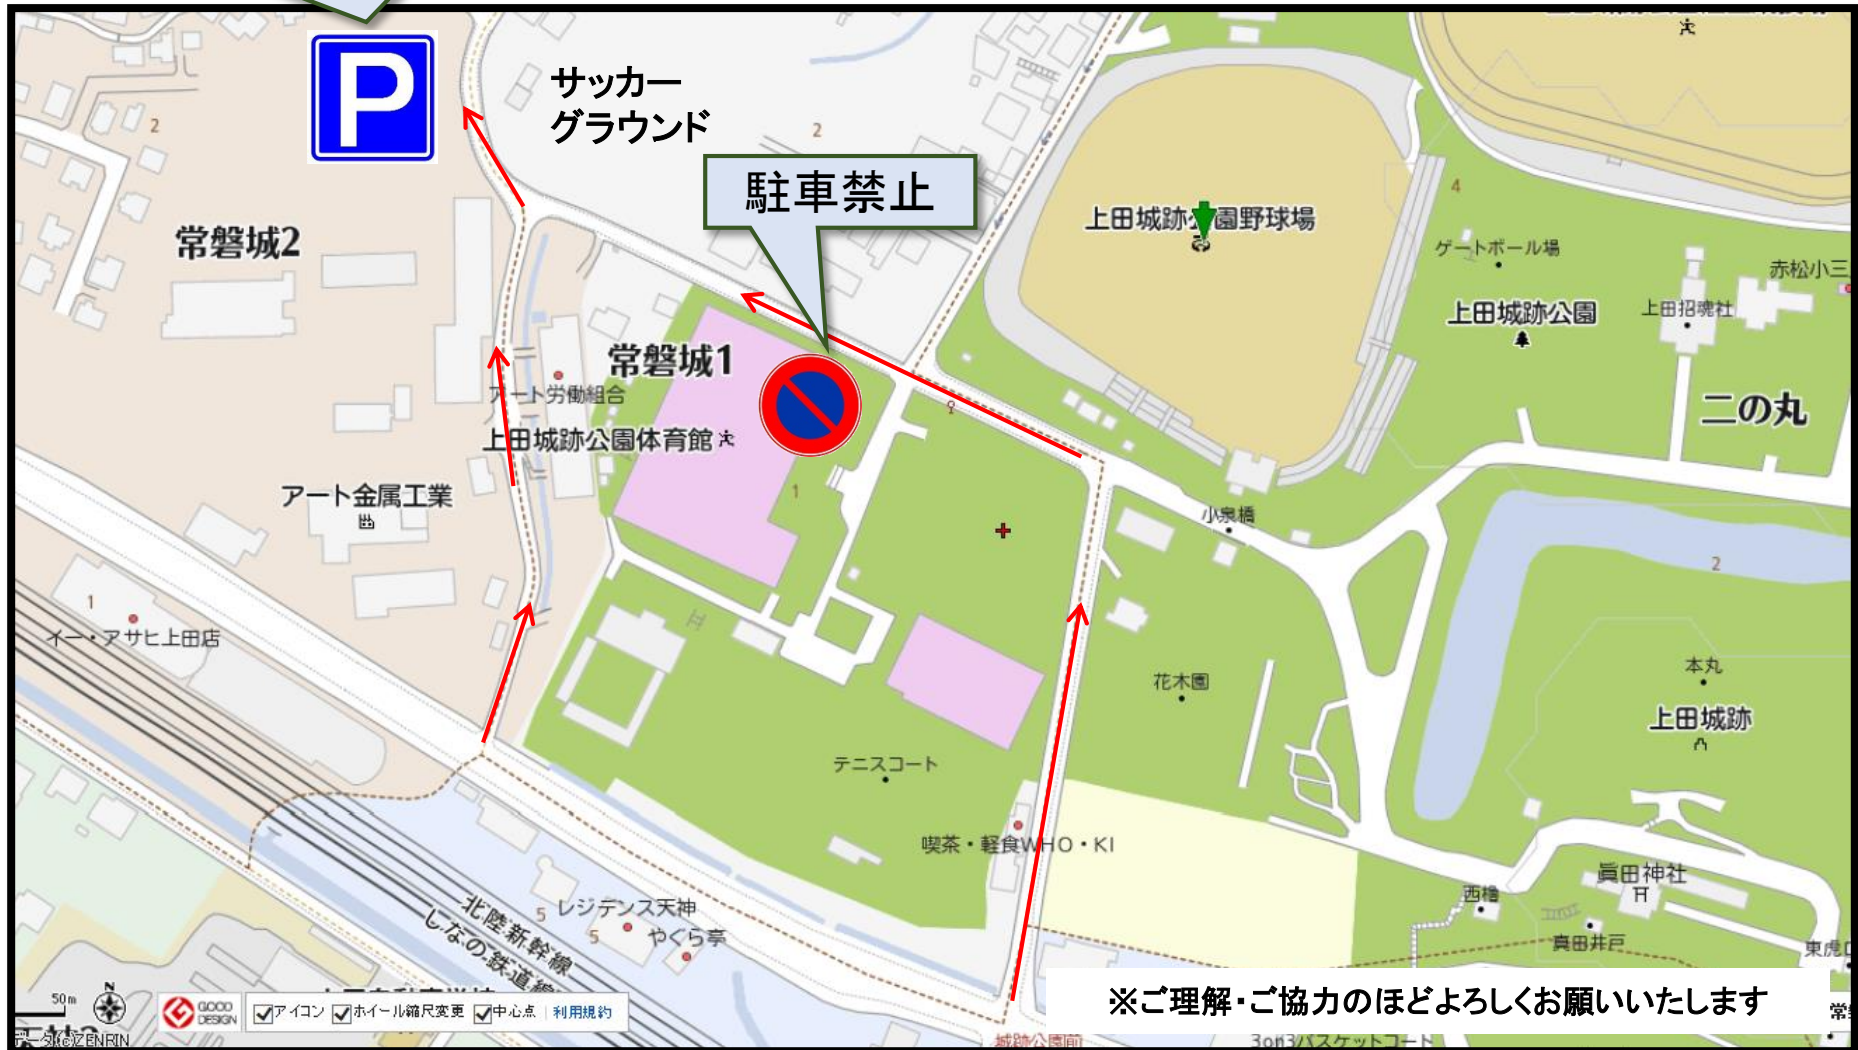 P
サッカー
グラウンド
駐車禁止
2
2
4
常磐城2
上田城跡公園野球場
ゲートボール場
赤松小三
上田招魂社
上田城跡公園
常磐城1
アート労働組合
二の丸
上田城跡公園体育館
アート金属工業
1
小泉橋
2
1
イー・アサヒ上田店
花木園
本丸
上田城跡
テニスコート
喫茶・軽食WHO・KI
眞田神社
西櫓
真田井戸
東虎口
レジデンス天神
5
やぐら亭
5
北陸新幹線
しなの鉄道線
※ご理解・ご協力のほどよろしくお願いいたします
50m
N
GOOD
DESIGN
アイコン
ホイール縮尺変更
中心点
利用規約
データ(c)ZENRIN
城跡公園前
3on3バスケットコート